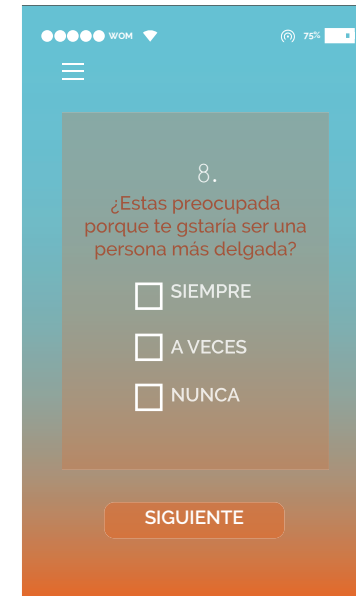 WOM 75%
8.
¿Estas preocupada
porque te gstaría ser una
persona más delgada?
SIEMPRE
A VECES
NUNCA
SIGUIENTE